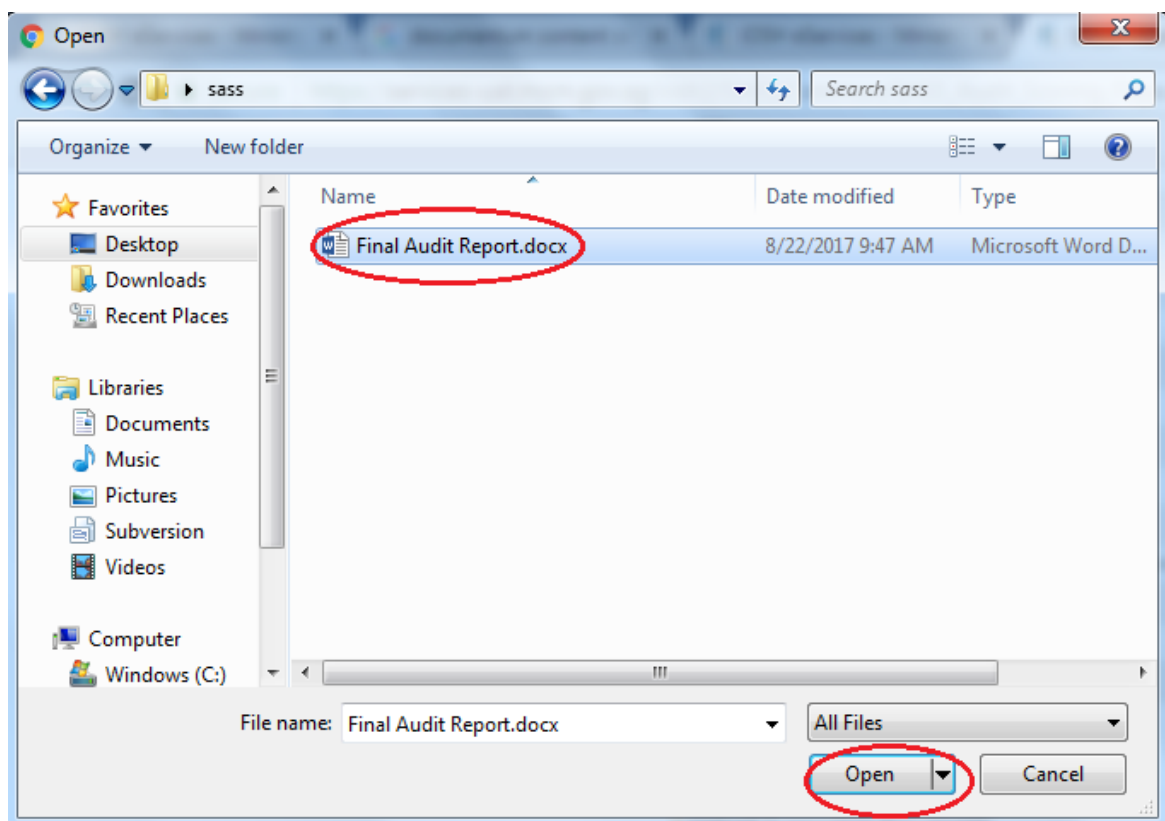 Open
sass
Search sass
Organize New folder
Name Date modified Type
Favorites
Desktop
Downloads
Recent Places
Libraries
Documents
Music
Pictures
Subversion
Videos
Computer
Windows (C:)
Final Audit Report.docx 8/22/2017 9:47 AM Microsoft Word D...
File name: Final Audit Report.docx All Files
Open Cancel